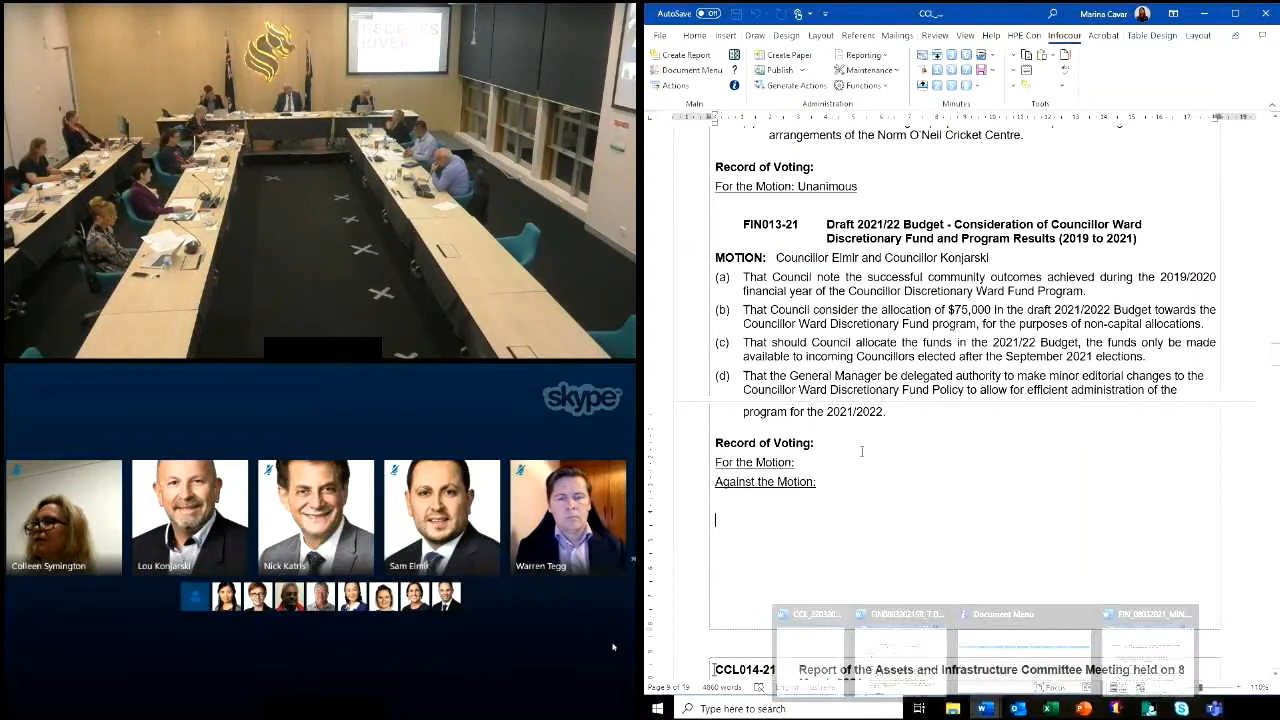 GEORGES
RIVER
skype
Colleen Symington
Lou Konjarski
Nick Katris
Sam Elmir
Warren Tegg
AutoSave Off
CCL_...
Marina Cavar
File Home Insert Draw Design Layout References Mailings Review View Help HPE Con Infocoun Acrobat Table Design Layout
Create Report
Document Menu
Actions
Main
Create Paper
Publish
Generate Actions
Reporting
Maintenance
Functions
Administration
Minutes
Tools
arrangements of the Norm O'Neil Cricket Centre.
Record of Voting:
For the Motion: Unanimous
FIN013-21 Draft 2021/22 Budget - Consideration of Councillor Ward
Discretionary Fund and Program Results (2019 to 2021)
MOTION: Councillor Elmir and Councillor Konjarski
(a) That Council note the successful community outcomes achieved during the 2019/2020
financial year of the Councillor Discretionary Ward Fund Program.
(b) That Council consider the allocation of $75,000 in the draft 2021/2022 Budget towards the
Councillor Ward Discretionary Fund program, for the purposes of non-capital allocations.
(c) That should Council allocate the funds in the 2021/22 Budget, the funds only be made
available to incoming Councillors elected after the September 2021 elections.
(d) That the General Manager be delegated authority to make minor editorial changes to the
Councillor Ward Discretionary Fund Policy to allow for efficient administration of the
program for the 2021/2022.
Record of Voting:
For the Motion:
Against the Motion:
Document Menu
CCL014-21 Report of the Assets and Infrastructure Committee Meeting held on 8
Page 9 of 19 4860 words
Focus
110%
Type here to search